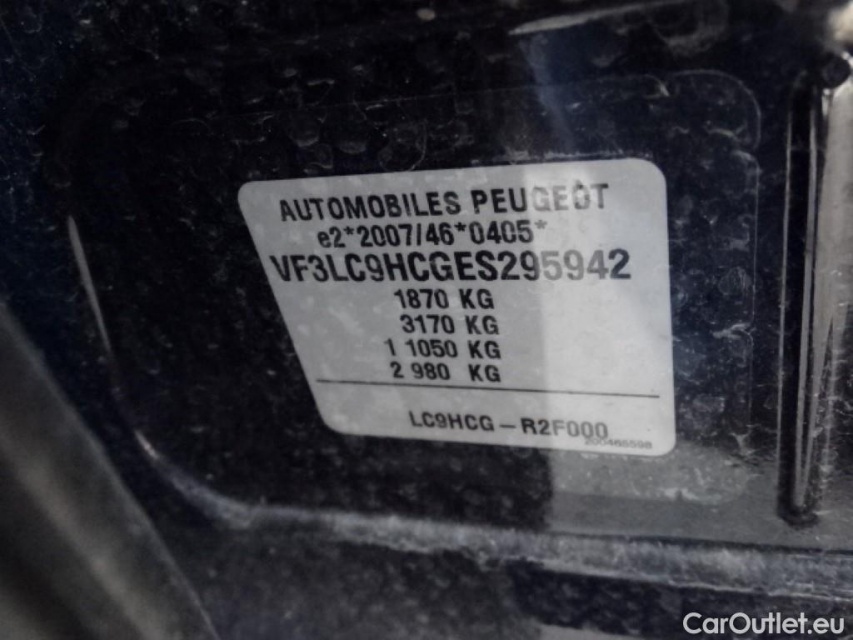 AUTOMOBILES PEUGEOT
e2*2007/46*0405*
VF3LC9HCGES295942
1870 KG
3170 KG
1 1050 KG
2 980 KG
LC9HCG - R2F000
200465598
CarOutlet.eu